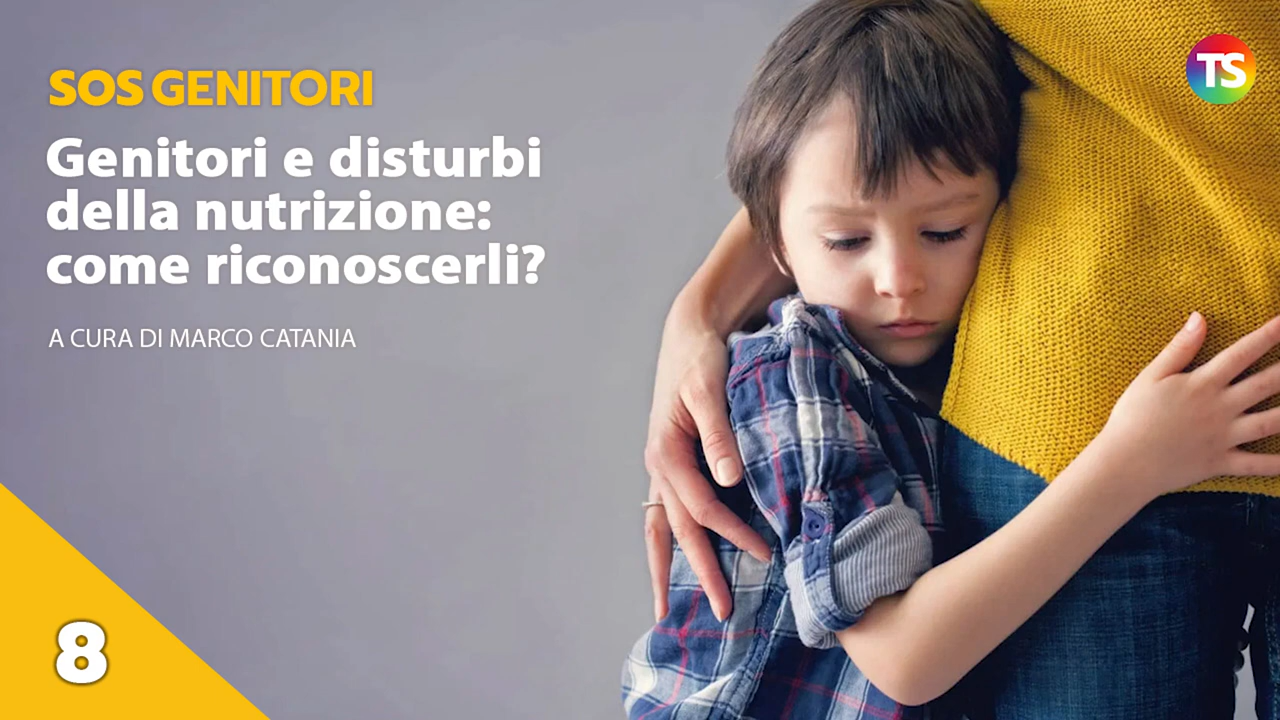 SOS GENITORI
Genitori e disturbi
della nutrizione:
come riconoscerli?
A CURA DI MARCO CATANIA
TS
8